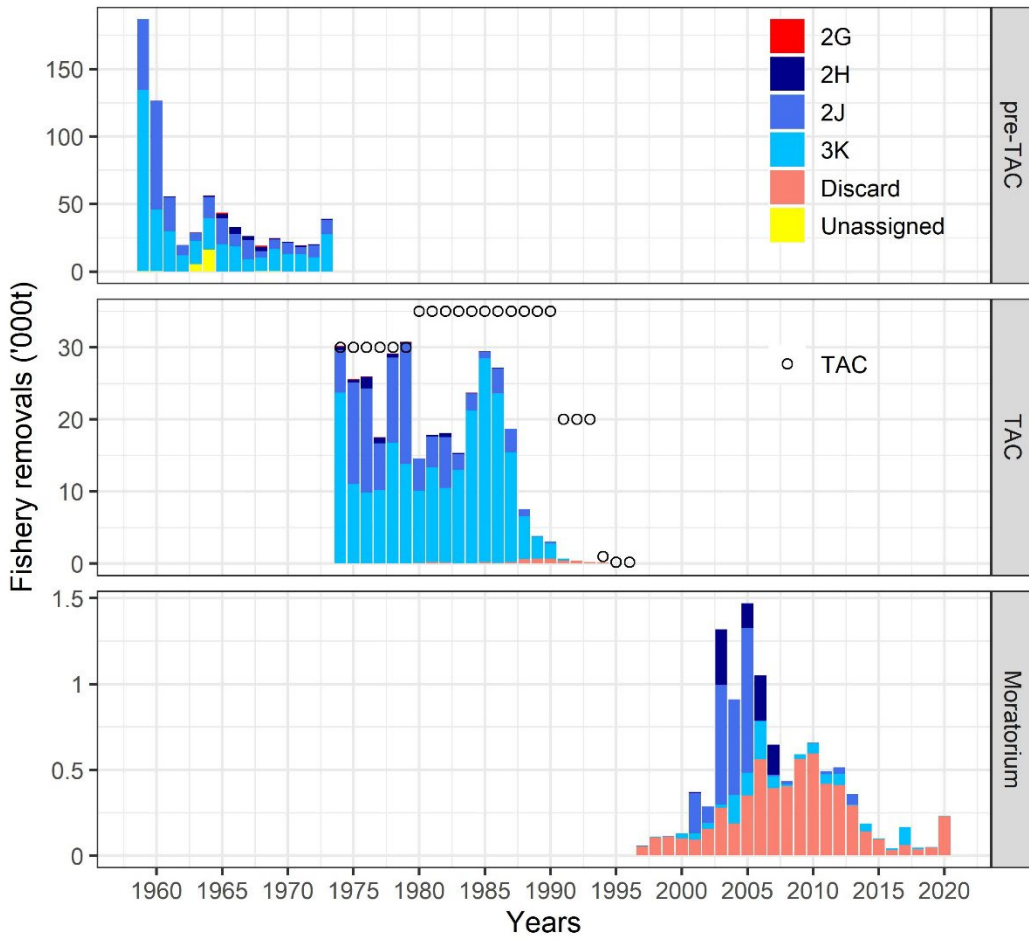 Fishery removals ('000t)
150
100
50
0
2G
2H
2J
3K
Discard
Unassigned
pre-TAC
30
20
10
0
TAC
TAC
1.5
1
0.5
0
Moratorium
1960 1965 1970 1975 1980 1985 1990 1995 2000 2005 2010 2015 2020
Years